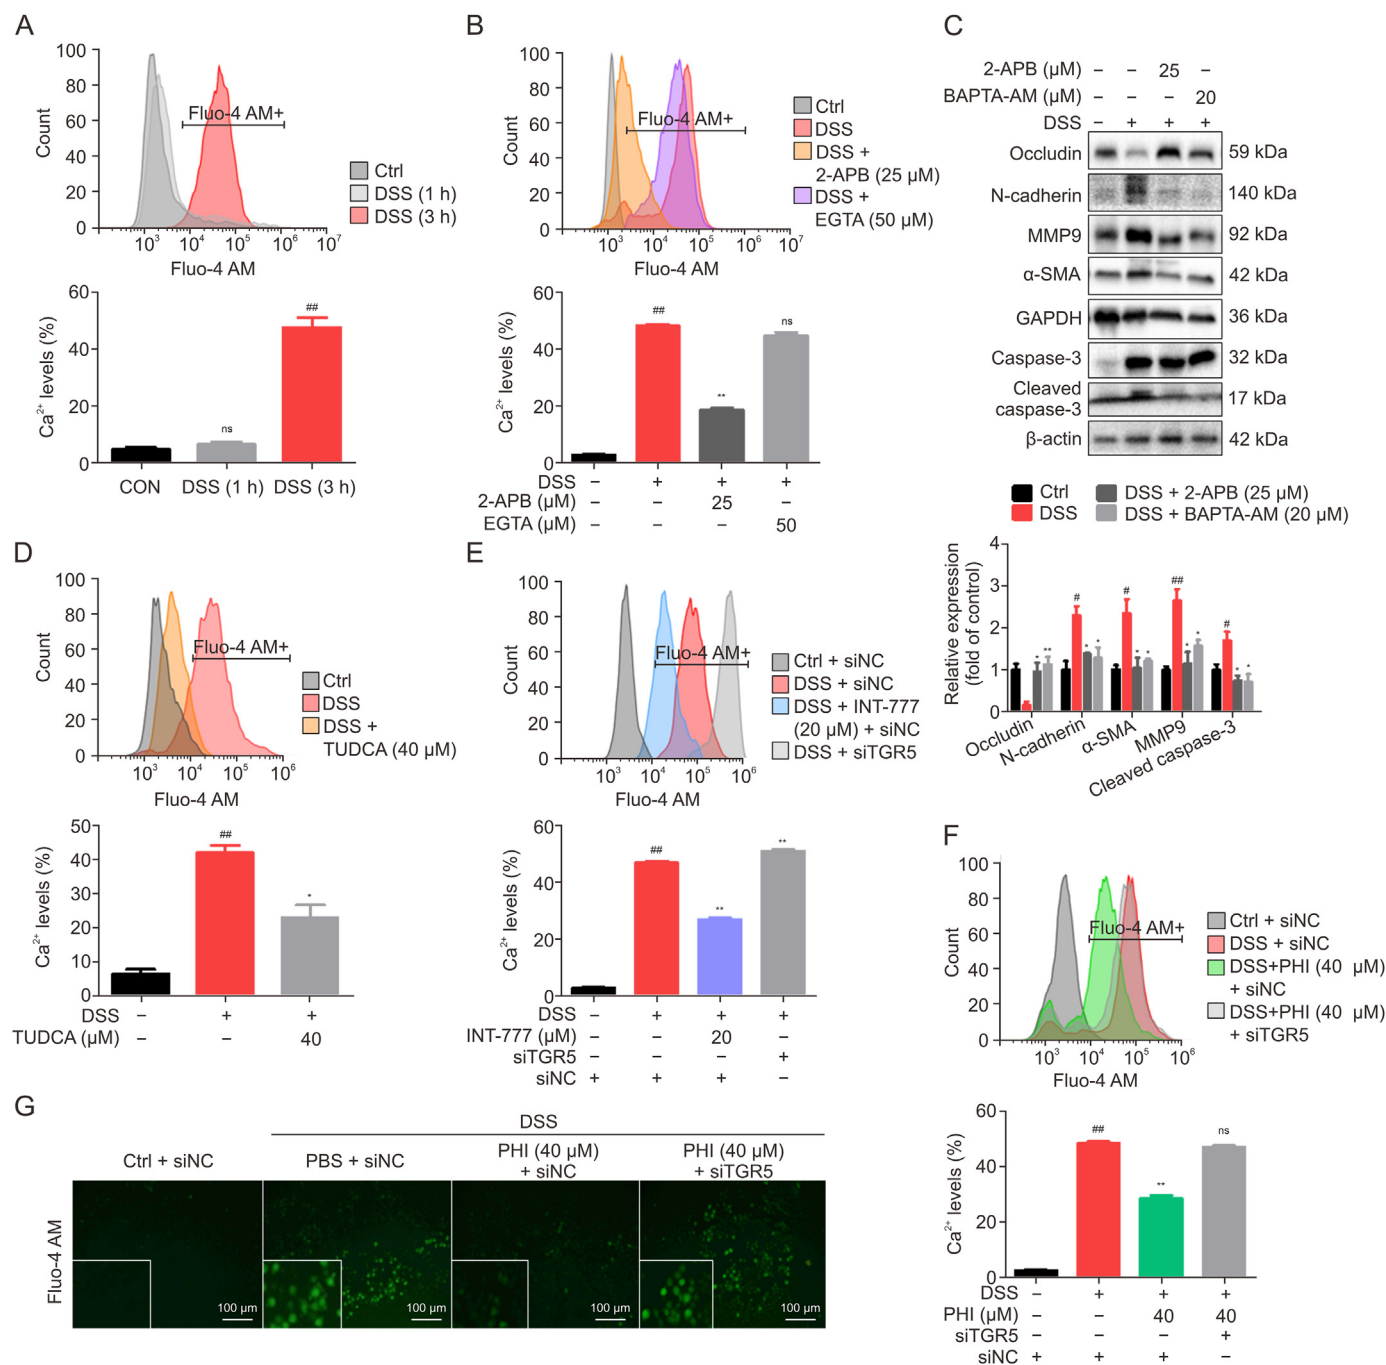 A
100
80
60
40
20
0
Count
Fluo-4 AM+
10³ 10⁴ 10⁵ 10⁶ 10⁷
Fluo-4 AM
Ctrl
DSS (1 h)
DSS (3 h)
60
40
20
0
Ca²⁺ levels (%)
ns
##
CON DSS (1 h) DSS (3 h)
B
100
80
60
40
20
0
Count
Fluo-4 AM+
10³ 10⁴ 10⁵ 10⁶ 10⁷
Fluo-4 AM
Ctrl
DSS
DSS +
2-APB (25 μM)
DSS +
EGTA (50 μM)
60
40
20
0
Ca²⁺ levels (%)
##
**
ns
DSS – + + +
2-APB (μM) – – 25 –
EGTA (μM) – – – 50
C
2-APB (μM) – – 25 –
BAPTA-AM (μM) – – – 20
DSS – + + +
Occludin 59 kDa
N-cadherin 140 kDa
MMP9 92 kDa
α-SMA 42 kDa
GAPDH 36 kDa
Caspase-3 32 kDa
Cleaved
caspase-3 17 kDa
β-actin 42 kDa
Ctrl DSS + 2-APB (25 μM)
DSS DSS + BAPTA-AM (20 μM)
4
2
1
0
Relative expression
(fold of control)
* **
# * *
# * *
## * *
# * *
Occludin
N-cadherin
α-SMA
MMP9
Cleaved caspase-3
D
100
80
60
40
20
0
Count
Fluo-4 AM+
10³ 10⁴ 10⁵ 10⁶
Fluo-4 AM
Ctrl
DSS
DSS +
TUDCA (40 μM)
50
40
30
20
10
0
Ca²⁺ levels (%)
##
*
DSS – + +
TUDCA (μM) – – 40
E
100
80
60
40
20
0
Count
Fluo-4 AM+
10³ 10⁴ 10⁵ 10⁶
Fluo-4 AM
Ctrl + siNC
DSS + siNC
DSS + INT-777
(20 μM) + siNC
DSS + siTGR5
60
40
20
0
Ca²⁺ levels (%)
##
**
**
DSS – + + +
INT-777 (μM) – – 20 –
siTGR5 – – – +
siNC + + + –
F
100
80
60
40
20
0
Count
Fluo-4 AM+
10³ 10⁴ 10⁵ 10⁶
Fluo-4 AM
Ctrl + siNC
DSS + siNC
DSS+PHI (40 μM)
+ siNC
DSS+PHI (40 μM)
+ siTGR5
60
40
20
0
Ca²⁺ levels (%)
##
**
ns
DSS – + + +
PHI (μM) – – 40 40
siTGR5 – – – +
siNC + + + –
G
DSS
Ctrl + siNC
PBS + siNC
PHI (40 μM)
+ siNC
PHI (40 μM)
+ siTGR5
Fluo-4 AM
100 μm
100 μm
100 μm
100 μm